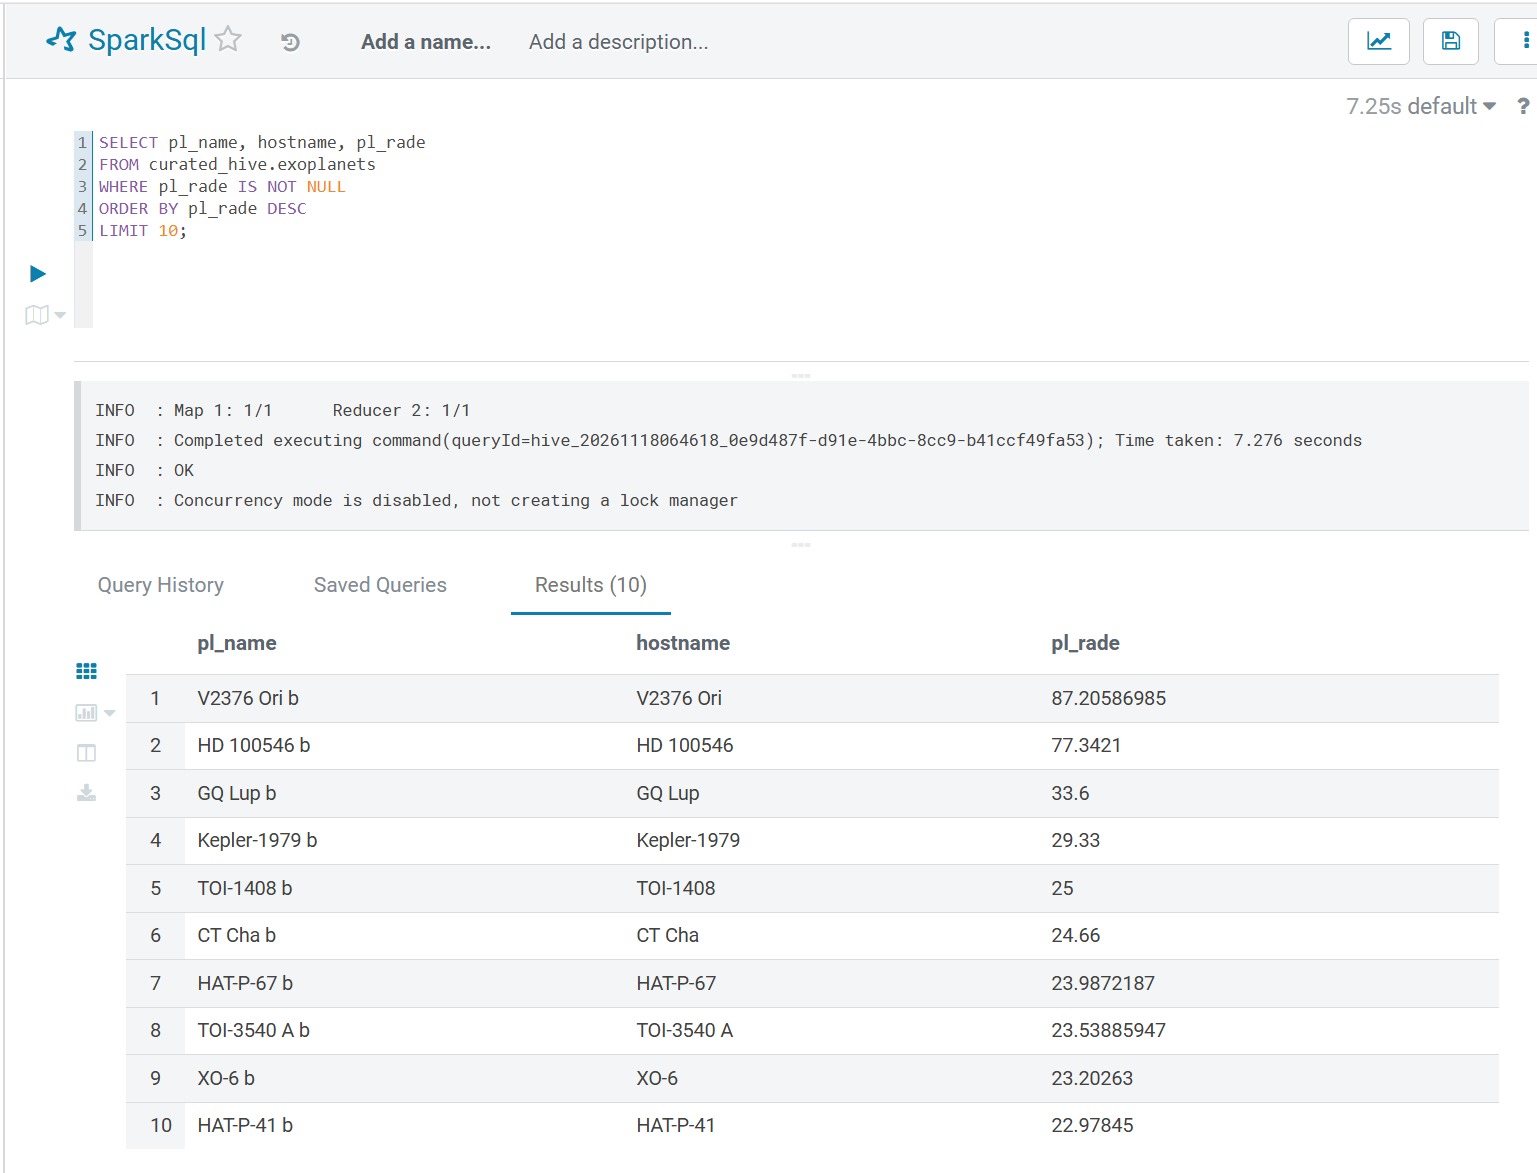 SparkSql Add a name... Add a description...
7.25s default ?
1 SELECT pl_name, hostname, pl_rade
2 FROM curated_hive.exoplanets
3 WHERE pl_rade IS NOT NULL
4 ORDER BY pl_rade DESC
5 LIMIT 10;
INFO : Map 1: 1/1 Reducer 2: 1/1
INFO : Completed executing command(queryId=hive_20261118064618_0e9d487f-d91e-4bbc-8cc9-b41ccf49fa53); Time taken: 7.276 seconds
INFO : OK
INFO : Concurrency mode is disabled, not creating a lock manager
Query History Saved Queries Results (10)
pl_name hostname pl_rade
1 V2376 Ori b V2376 Ori 87.20586985
2 HD 100546 b HD 100546 77.3421
3 GQ Lup b GQ Lup 33.6
4 Kepler-1979 b Kepler-1979 29.33
5 TOI-1408 b TOI-1408 25
6 CT Cha b CT Cha 24.66
7 HAT-P-67 b HAT-P-67 23.9872187
8 TOI-3540 A b TOI-3540 A 23.53885947
9 XO-6 b XO-6 23.20263
10 HAT-P-41 b HAT-P-41 22.97845